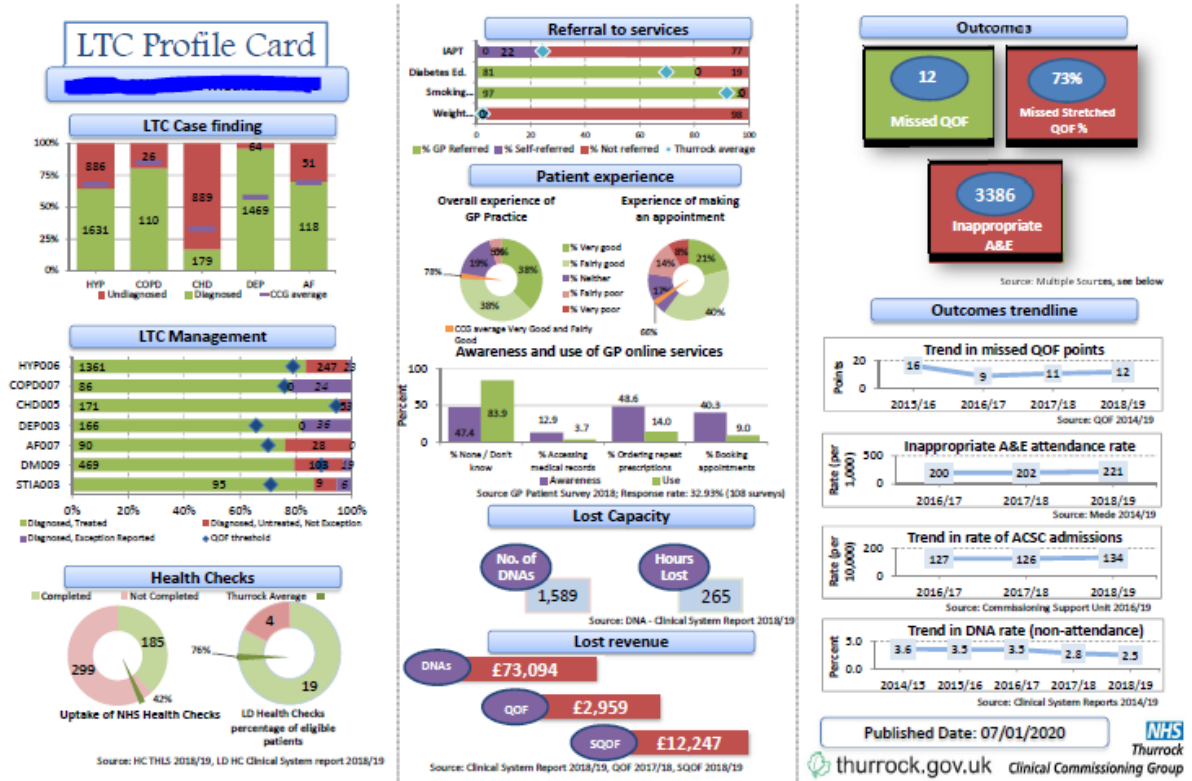 LTC Profile Card
LTC Case finding
100%
75%
50%
25%
0%
886
1631
26
110
889
179
64
1469
51
118
HYP COPD CHD DEP AF
Undiagnosed Diagnosed CCG average
LTC Management
HYP006 1361 247 23
COPD007 86 0 24
CHD005 171
DEP003 166 0 36
AF007 90 28 0
DM009 469 103 19
STIA003 95 9 6
0% 20% 40% 60% 80% 100%
Diagnosed, Treated Diagnosed, Untreated, Not Exception
Diagnosed, Exception Reported QOF threshold
Health Checks
Completed Not Completed Thurrock Average
185
299
42%
Uptake of NHS Health Checks
4
76%
19
LD Health Checks
percentage of eligible
patients
Source: HC THLS 2018/19, LD HC Clinical System report 2018/19
Referral to services
IAPT 0 22 77
Diabetes Ed. 81 0 19
Smoking... 97
Weight... 98
0 20 40 60 80 100
% GP Referred % Self-referred % Not referred Thurrock average
Patient experience
Overall experience of
GP Practice
Experience of making
an appointment
19%
38%
38%
78%
% Very good
% Fairly good
% Neither
% Fairly poor
% Very poor
CCG average Very Good and Fairly
Good
8%
21%
14%
17%
40%
66%
Awareness and use of GP online services
Percent
100
50
0
47.4 83.9
12.9 3.7
48.6 14.0
40.3 9.0
% None / Don't
know
% Accessing
medical records
% Ordering repeat
prescriptions
% Booking
appointments
Awareness Use
Source GP Patient Survey 2018; Response rate: 32.93% (108 surveys)
Lost Capacity
No. of
DNAs
1,589
Hours
Lost
265
Source: DNA - Clinical System Report 2018/19
Lost revenue
DNAs £73,094
QOF £2,959
SQOF £12,247
Source: Clinical System Report 2018/19, QOF 2017/18, SQOF 2018/19
Outcomes
12
Missed QOF
73%
Missed Stretched
QOF %
3386
Inappropriate
A&E
Source: Multiple Sources, see below
Outcomes trendline
Trend in missed QOF points
Points
20
0
16 9 11 12
2015/16 2016/17 2017/18 2018/19
Source: QOF 2014/19
Inappropriate A&E attendance rate
Rate (per
1,000)
500
0
200 202 221
2016/17 2017/18 2018/19
Source: Mede 2014/19
Trend in rate of ACSC admissions
Rate (per
10,000)
200
0
127 126 134
2016/17 2017/18 2018/19
Source: Commissioning Support Unit 2016/19
Trend in DNA rate (non-attendance)
Percent
5.0
0.0
3.6 3.5 3.5 2.8 2.5
2014/15 2015/16 2016/17 2017/18 2018/19
Source: Clinical System Reports 2014/19
Published Date: 07/01/2020
NHS
Thurrock
thurrock.gov.uk Clinical Commissioning Group